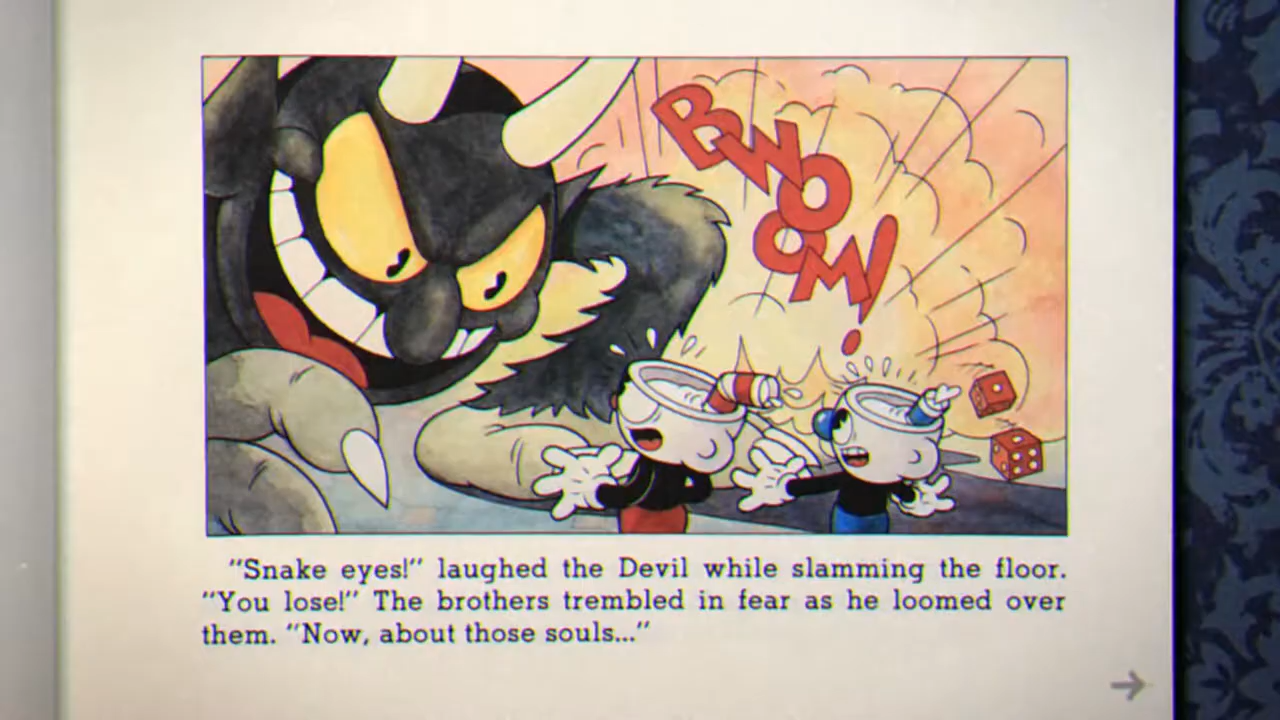 BWOOM!
"Snake eyes!" laughed the Devil while slamming the floor.
"You lose!" The brothers trembled in fear as he loomed over
them. "Now, about those souls..."